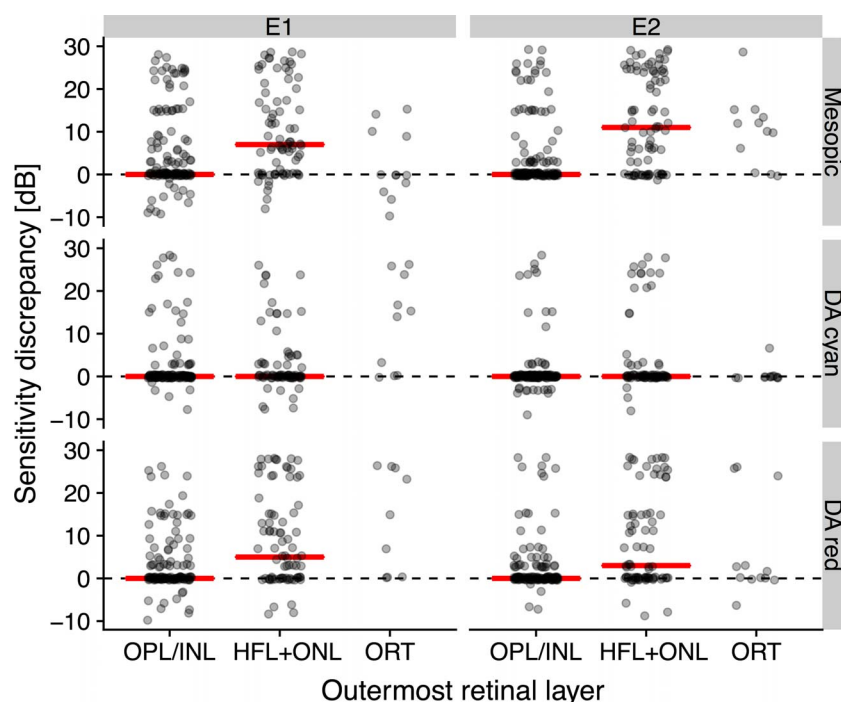 E1 E2
Sensitivity discrepancy [dB]
30
20
10
0
−10
Mesopic
30
20
10
0
−10
DA cyan
30
20
10
0
−10
DA red
OPL/INL HFL+ONL ORT OPL/INL HFL+ONL ORT
Outermost retinal layer